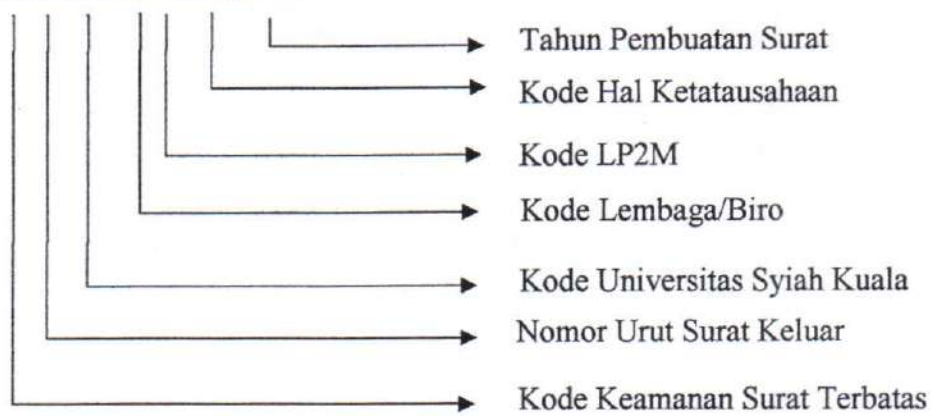 Tahun Pembuatan Surat
Kode Hal Ketatausahaan
Kode LP2M
Kode Lembaga/Biro
Kode Universitas Syiah Kuala
Nomor Urut Surat Keluar
Kode Keamanan Surat Terbatas